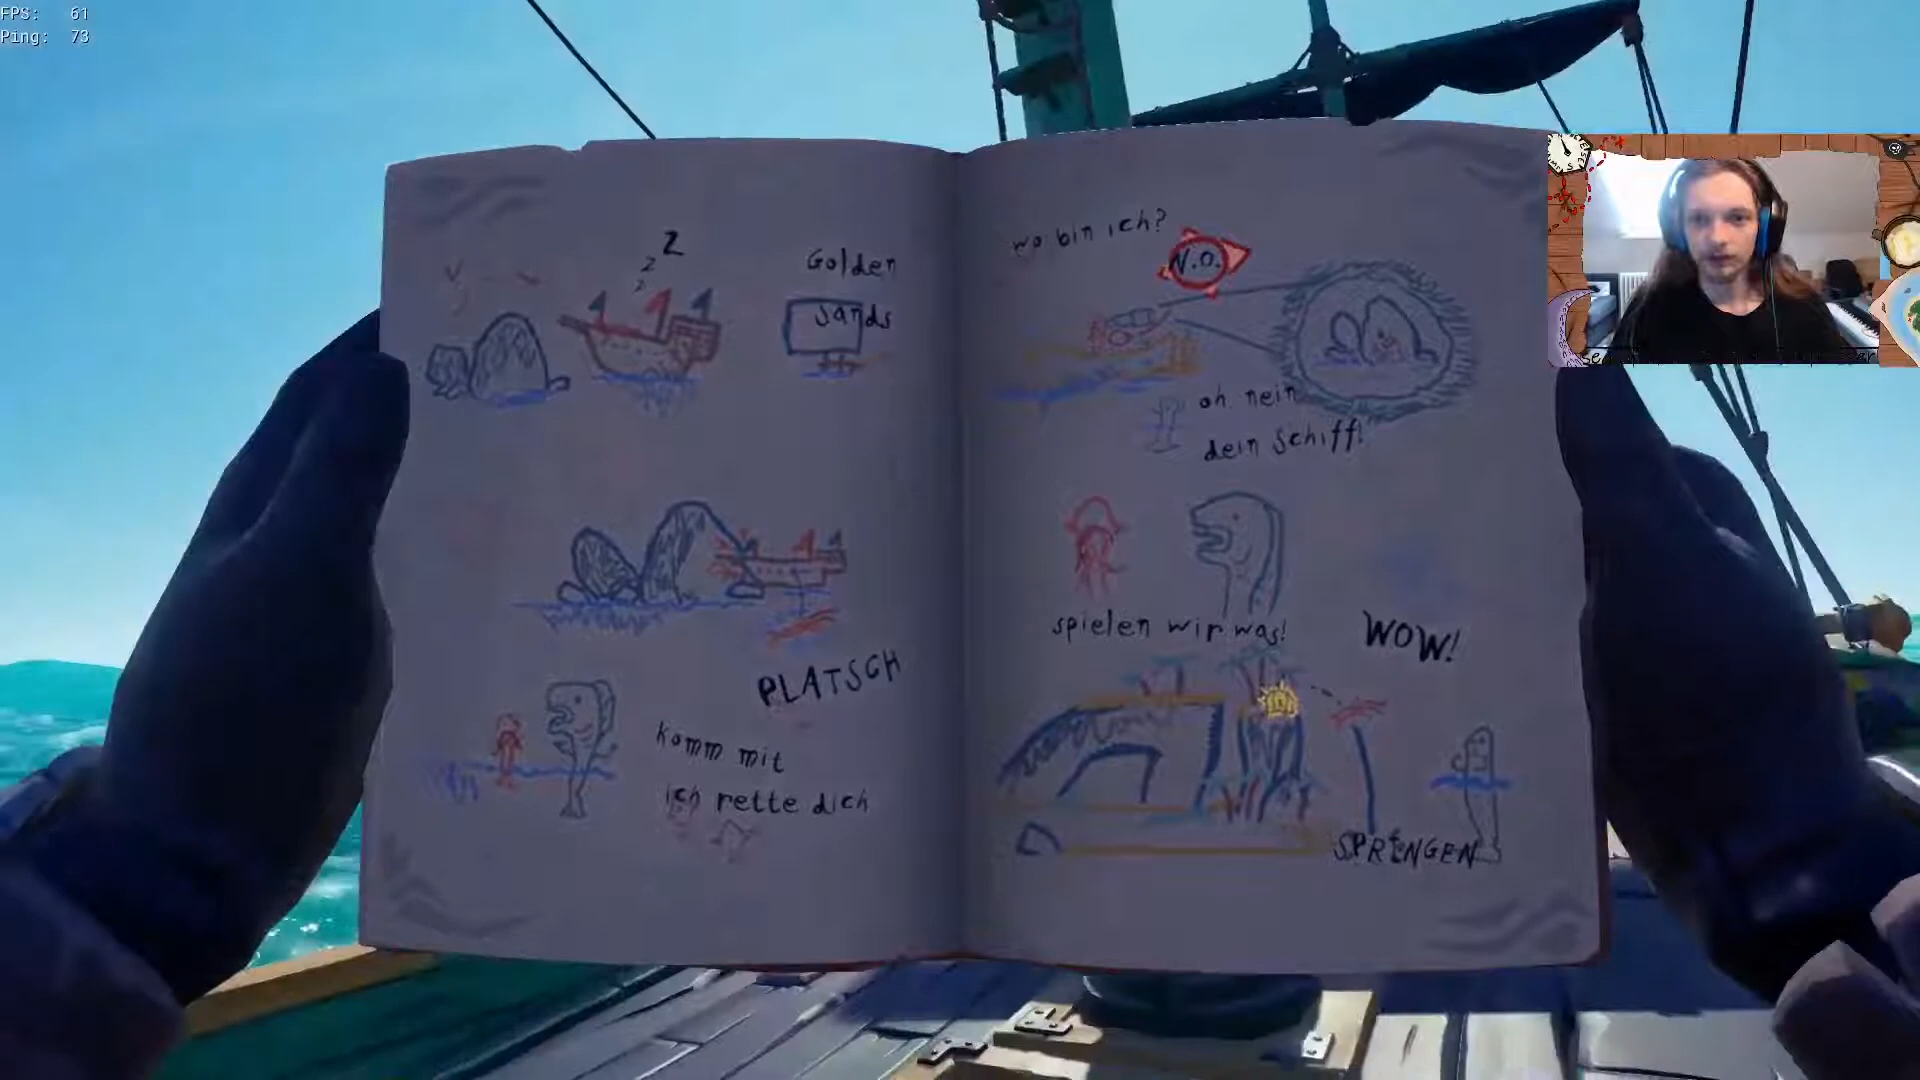 FPS: 61
Ping: 73
z
z
z
Golden
sands
PLATSCH
komm mit
ich rette dich
wo bin ich?
N.O.
oh nein
dein Schiff!
spielen wir was!
WOW!
SPRENGEN